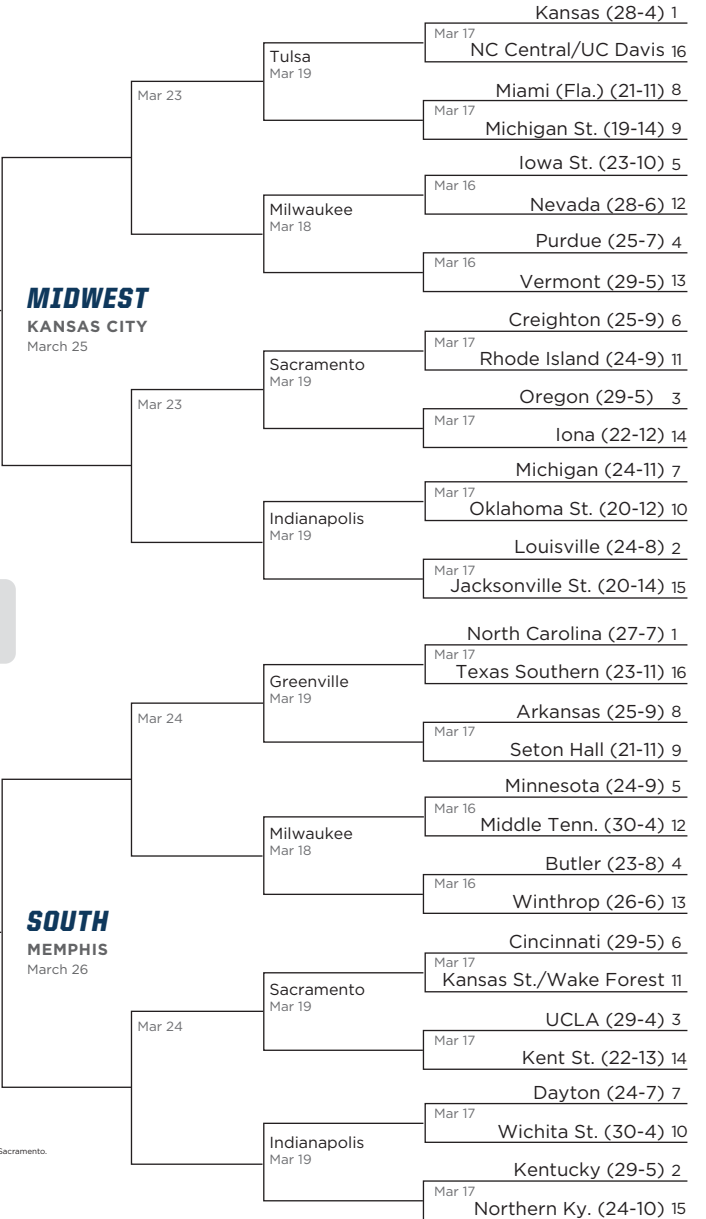 Kansas (28-4) 1
Mar 17
NC Central/UC Davis 16
Tulsa
Mar 19
Miami (Fla.) (21-11) 8
Mar 17
Michigan St. (19-14) 9
Mar 23
Iowa St. (23-10) 5
Mar 16
Nevada (28-6) 12
Milwaukee
Mar 18
Purdue (25-7) 4
Mar 16
Vermont (29-5) 13
MIDWEST
KANSAS CITY
March 25
Creighton (25-9) 6
Mar 17
Rhode Island (24-9) 11
Sacramento
Mar 19
Oregon (29-5) 3
Mar 17
Iona (22-12) 14
Mar 23
Michigan (24-11) 7
Mar 17
Oklahoma St. (20-12) 10
Indianapolis
Mar 19
Louisville (24-8) 2
Mar 17
Jacksonville St. (20-14) 15
North Carolina (27-7) 1
Mar 17
Texas Southern (23-11) 16
Greenville
Mar 19
Arkansas (25-9) 8
Mar 17
Seton Hall (21-11) 9
Mar 24
Minnesota (24-9) 5
Mar 16
Middle Tenn. (30-4) 12
Milwaukee
Mar 18
Butler (23-8) 4
Mar 16
Winthrop (26-6) 13
SOUTH
MEMPHIS
March 26
Cincinnati (29-5) 6
Mar 17
Kansas St./Wake Forest 11
Sacramento
Mar 19
UCLA (29-4) 3
Mar 17
Kent St. (22-13) 14
Mar 24
Dayton (24-7) 7
Mar 17
Wichita St. (30-4) 10
Indianapolis
Mar 19
Sacramento.
Kentucky (29-5) 2
Mar 17
Northern Ky. (24-10) 15